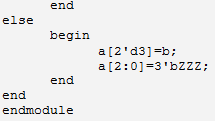 end
else
begin
a[2'd3]=b;
a[2:0]=3'bZZZ;
end
end
endmodule